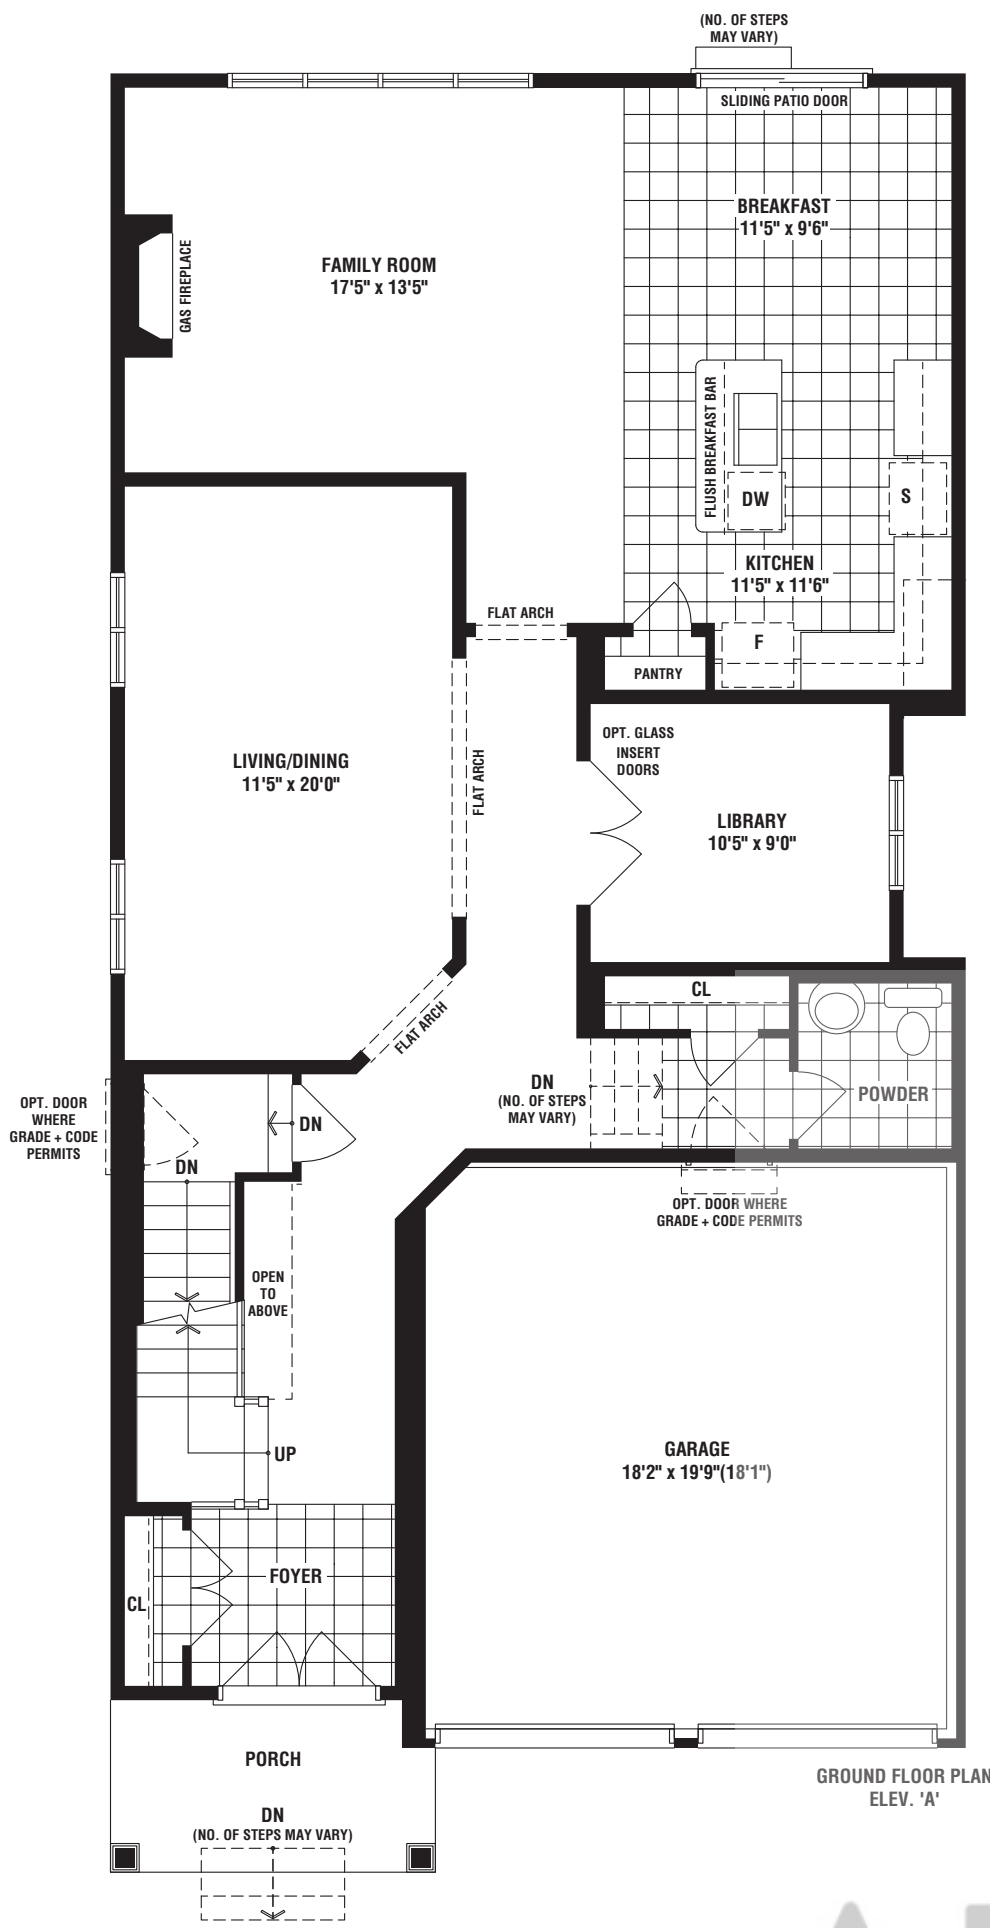 (NO. OF STEPS
MAY VARY)
SLIDING PATIO DOOR
BREAKFAST
11'5" x 9'6"
FAMILY ROOM
17'5" x 13'5"
GAS FIREPLACE
FLUSH BREAKFAST BAR
DW
S
KITCHEN
11'5" x 11'6"
FLAT ARCH
F
PANTRY
OPT. GLASS
INSERT
DOORS
LIVING/DINING
11'5" x 20'0"
FLAT ARCH
LIBRARY
10'5" x 9'0"
CL
FLAT ARCH
DN
(NO. OF STEPS
MAY VARY)
POWDER
OPT. DOOR
WHERE
GRADE + CODE
PERMITS
DN
DN
OPT. DOOR WHERE
GRADE + CODE PERMITS
OPEN
TO
ABOVE
UP
GARAGE
18'2" x 19'9"(18'1")
FOYER
CL
PORCH
GROUND FLOOR PLAN
ELEV. 'A'
DN
(NO. OF STEPS MAY VARY)